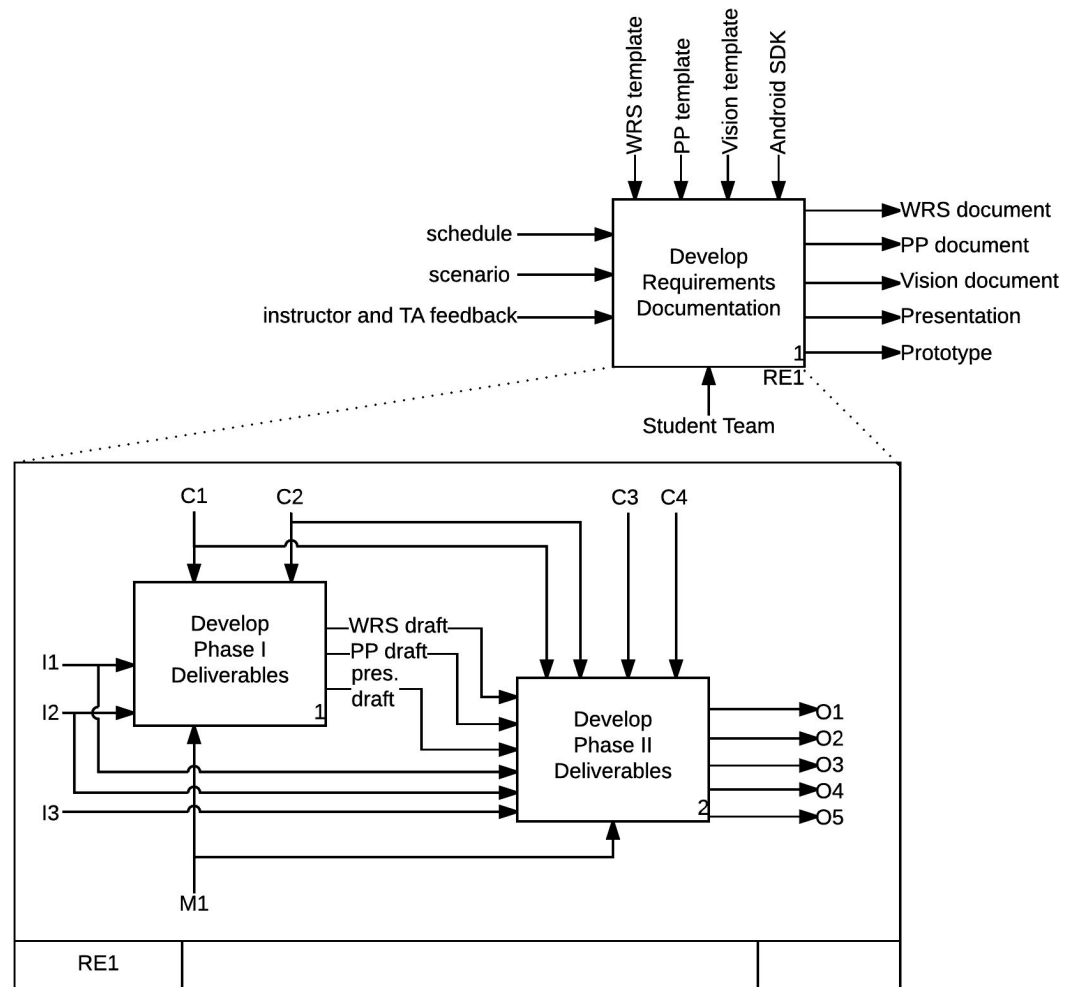 WRS template
PP template
Vision template
Android SDK
schedule
scenario
instructor and TA feedback
Develop
Requirements
Documentation
1
RE1
WRS document
PP document
Vision document
Presentation
Prototype
Student Team
C1
C2
C3
C4
Develop
Phase I
Deliverables
1
WRS draft
PP draft
pres.
draft
I1
I2
I3
Develop
Phase II
Deliverables
2
O1
O2
O3
O4
O5
M1
RE1